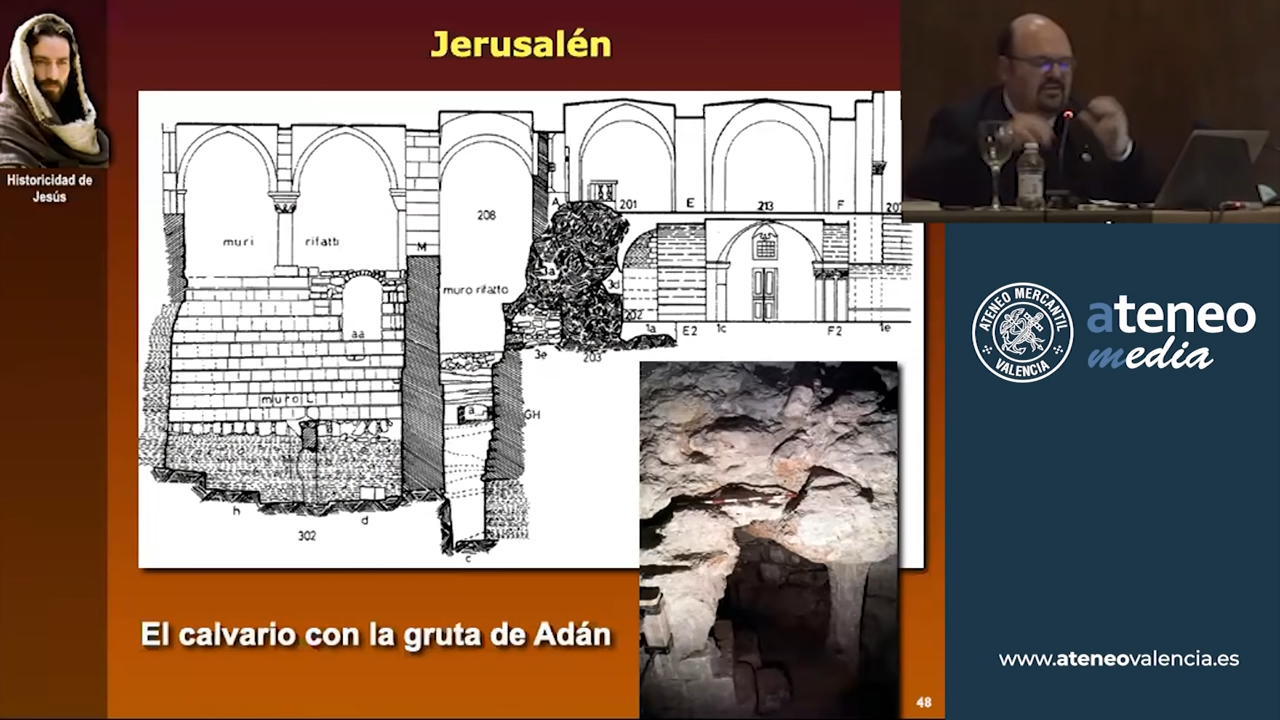 Jerusalén
Historicidad de
Jesús
muri
rifatti
M
208
muro rifatto
A
201
E
213
F
3a
3d
202
1a
E2
1c
F2
1e
3e
203
aa
muro L
a
GH
h
d
302
c
El calvario con la gruta de Adán
48
ATENEO MERCANTIL
VALENCIA
ateneo
media
www.ateneovalencia.es